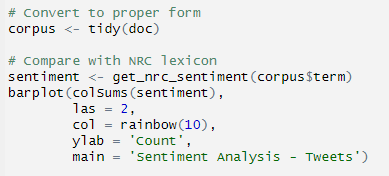 # Convert to proper form
corpus <- tidy(doc)
# Compare with NRC lexicon
sentiment <- get_nrc_sentiment(corpus$term)
barplot(colSums(sentiment),
las = 2,
col = rainbow(10),
ylab = 'Count',
main = 'Sentiment Analysis - Tweets')